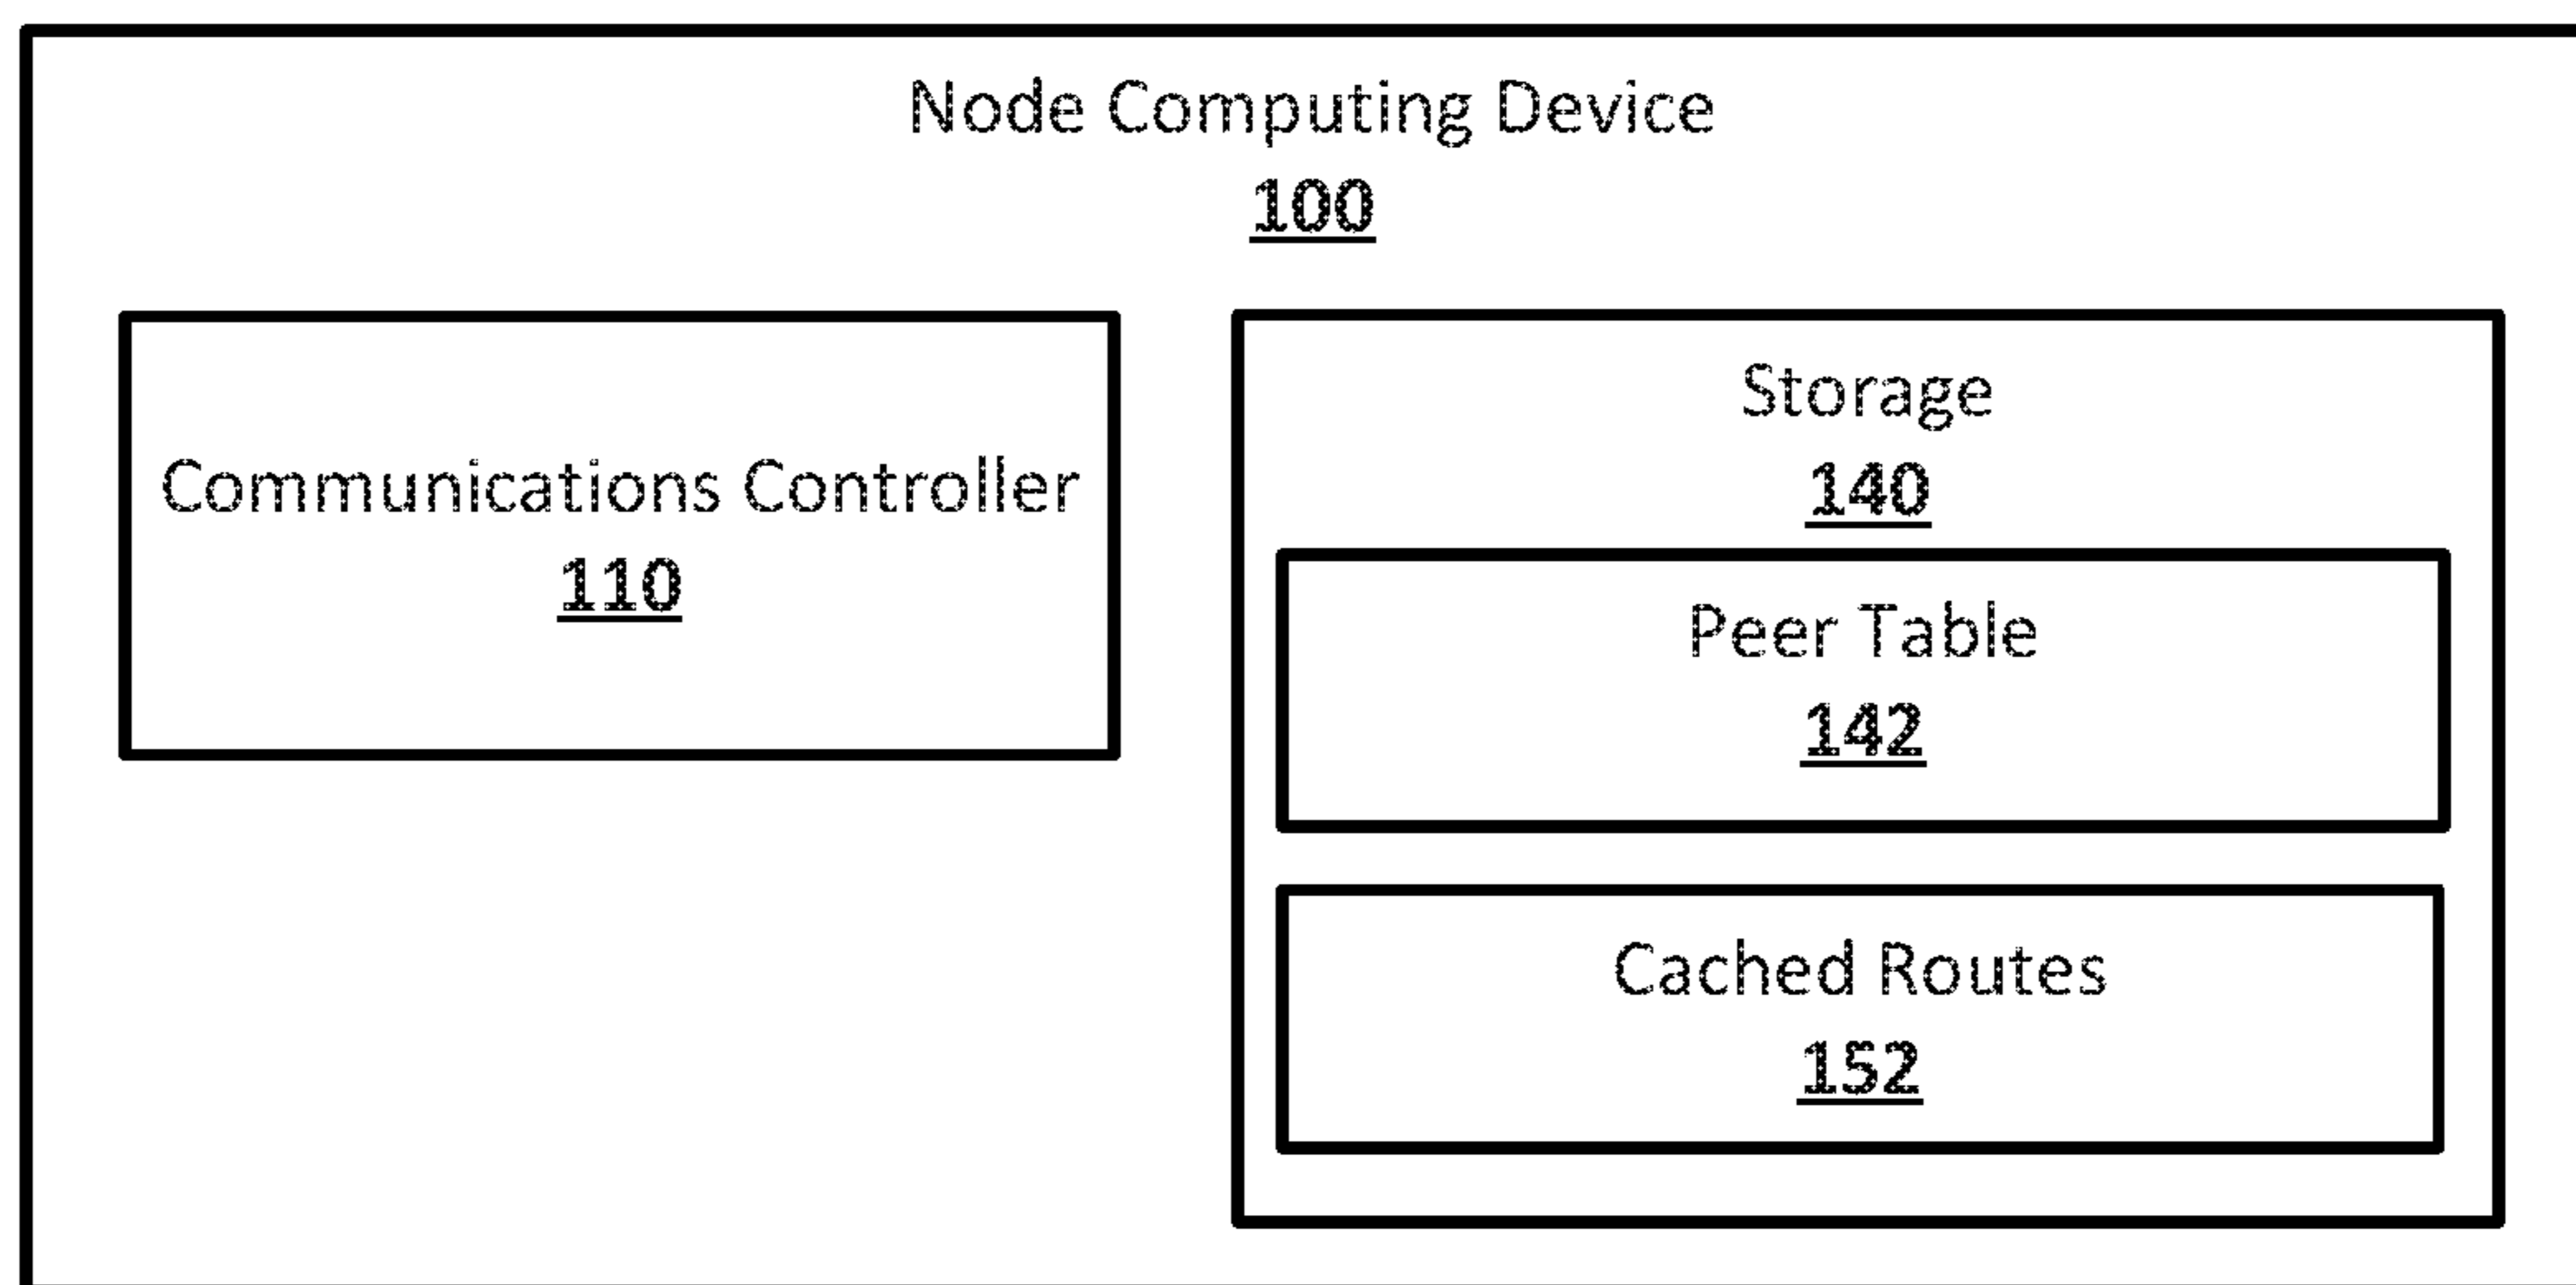 Node Computing Device
100
Communications Controller
110
Storage
140
Peer Table
142
Cached Routes
152